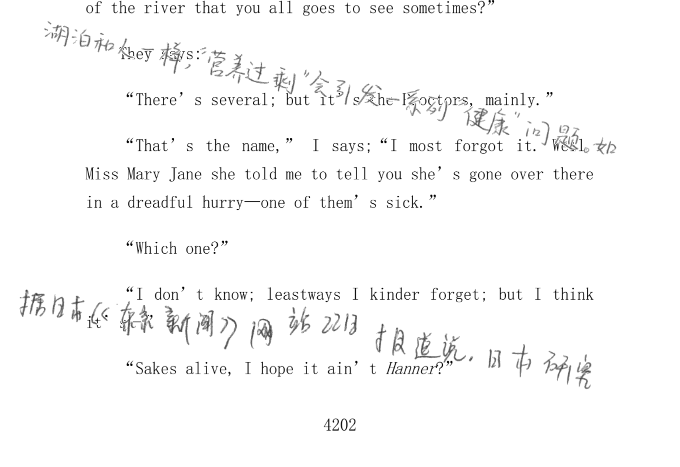 of the river that you all goes to see sometimes?”
湖泊和人一样,“营养过剩”会引发一系列“健康”问题。如
They says:
“There’s several; but it’s the Proctors, mainly.”
“That’s the name,” I says; “I most forgot it. Well,
Miss Mary Jane she told me to tell you she’s gone over there
in a dreadful hurry—one of them’s sick.”
“Which one?”
“I don’t know; leastways I kinder forget; but I think
据日本《东京新闻》网站22日报道说,日本研究
it’s—”
“Sakes alive, I hope it ain’t Hanner?”
4202